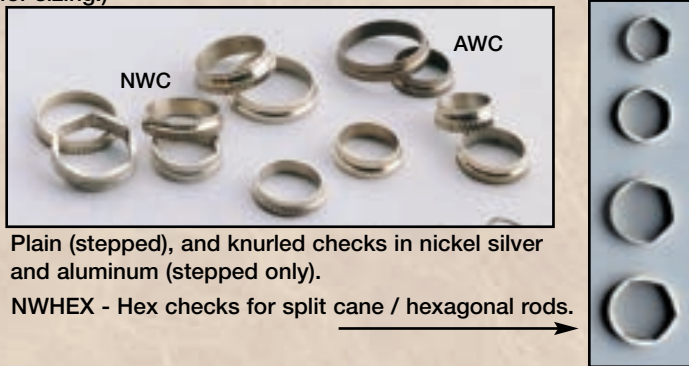 sizing.)
NWC
AWC
Plain (stepped), and knurled checks in nickel silver
and aluminum (stepped only).
NWHEX - Hex checks for split cane / hexagonal rods.